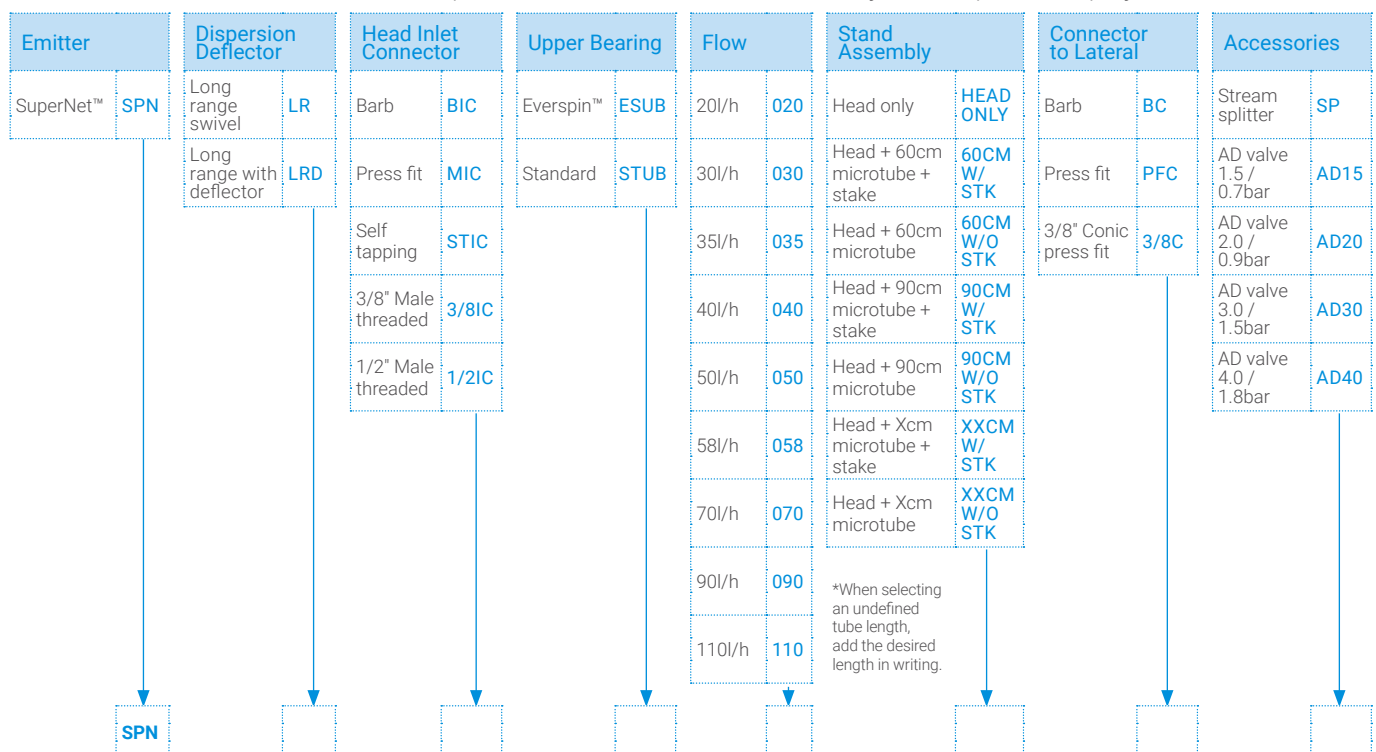 Emitter
Dispersion
Deflector
Head Inlet
Connector
Upper Bearing
Flow
Stand
Assembly
Connector
to Lateral
Accessories
SuperNet™
SPN
Long
range
swivel
LR
Barb
BIC
Everspin™
ESUB
20l/h
020
Head only
HEAD
ONLY
Barb
BC
Stream
splitter
SP
Long
range with
deflector
LRD
Press fit
MIC
Standard
STUB
30l/h
030
Head + 60cm
microtube +
stake
60CM
W/
STK
Press fit
PFC
AD valve
1.5 /
0.7bar
AD15
Self
tapping
STIC
35l/h
035
Head + 60cm
microtube
60CM
W/O
STK
3/8" Conic
press fit
3/8C
AD valve
2.0 /
0.9bar
AD20
3/8" Male
threaded
3/8IC
40l/h
040
Head + 90cm
microtube +
stake
90CM
W/
STK
AD valve
3.0 /
1.5bar
AD30
1/2" Male
threaded
1/2IC
50l/h
050
Head + 90cm
microtube
90CM
W/O
STK
AD valve
4.0 /
1.8bar
AD40
58l/h
058
Head + Xcm
microtube +
stake
XXCM
W/
STK
70l/h
070
Head + Xcm
microtube
XXCM
W/O
STK
90l/h
090
110l/h
110
*When selecting
an undefined
tube length,
add the desired
length in writing.
SPN